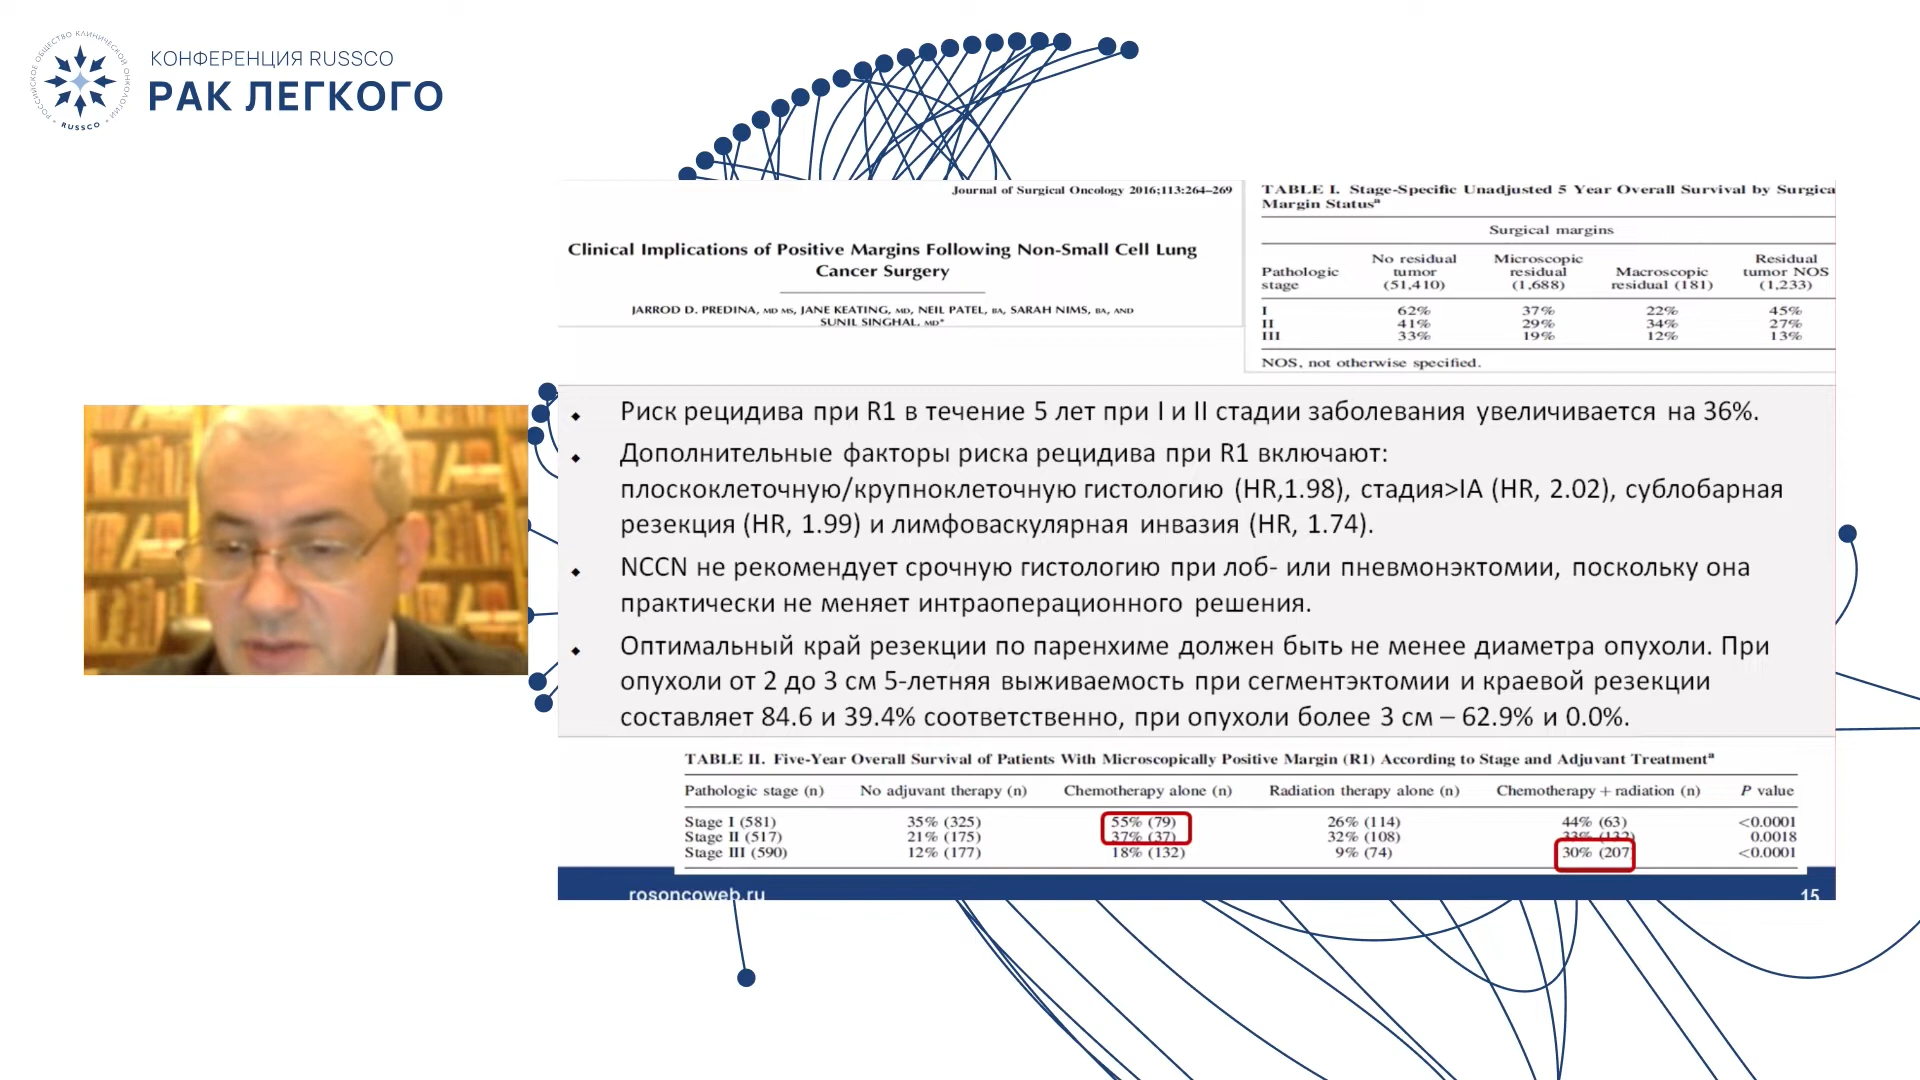 РОССИЙСКОЕ ОБЩЕСТВО КЛИНИЧЕСКОЙ ОНКОЛОГИИ
• RUSSCO •
КОНФЕРЕНЦИЯ RUSSCO
РАК ЛЕГКОГО
Journal of Surgical Oncology 2016;113:264–269
Clinical Implications of Positive Margins Following Non-Small Cell Lung
Cancer Surgery
JARROD D. PREDINA, MD MS, JANE KEATING, MD, NEIL PATEL, BA, SARAH NIMS, BA, AND
SUNIL SINGHAL, MD*
TABLE I. Stage-Specific Unadjusted 5 Year Overall Survival by Surgica
Margin Statusª
Surgical margins
Pathologic stage | No residual tumor (51,410) | Microscopic residual (1,688) | Macroscopic residual (181) | Residual tumor NOS (1,233)
I 62% 37% 22% 45%
II 41% 29% 34% 27%
III 33% 19% 12% 13%
NOS, not otherwise specified.
⬥ Риск рецидива при R1 в течение 5 лет при I и II стадии заболевания увеличивается на 36%.
⬥ Дополнительные факторы риска рецидива при R1 включают:
плоскоклеточную/крупноклеточную гистологию (HR,1.98), стадия>IA (HR, 2.02), сублобарная
резекция (HR, 1.99) и лимфоваскулярная инвазия (HR, 1.74).
⬥ NCCN не рекомендует срочную гистологию при лоб- или пневмонэктомии, поскольку она
практически не меняет интраоперационного решения.
⬥ Оптимальный край резекции по паренхиме должен быть не менее диаметра опухоли. При
опухоли от 2 до 3 см 5-летняя выживаемость при сегментэктомии и краевой резекции
составляет 84.6 и 39.4% соответственно, при опухоли более 3 см – 62.9% и 0.0%.
TABLE II. Five-Year Overall Survival of Patients With Microscopically Positive Margin (R1) According to Stage and Adjuvant Treatmentª
Pathologic stage (n) No adjuvant therapy (n) Chemotherapy alone (n) Radiation therapy alone (n) Chemotherapy + radiation (n) P value
Stage I (581) 35% (325) 55% (79) 26% (114) 44% (63) <0.0001
Stage II (517) 21% (175) 37% (37) 32% (108) 33% (132) 0.0018
Stage III (590) 12% (177) 18% (132) 9% (74) 30% (207) <0.0001
rosoncoweb.ru
15